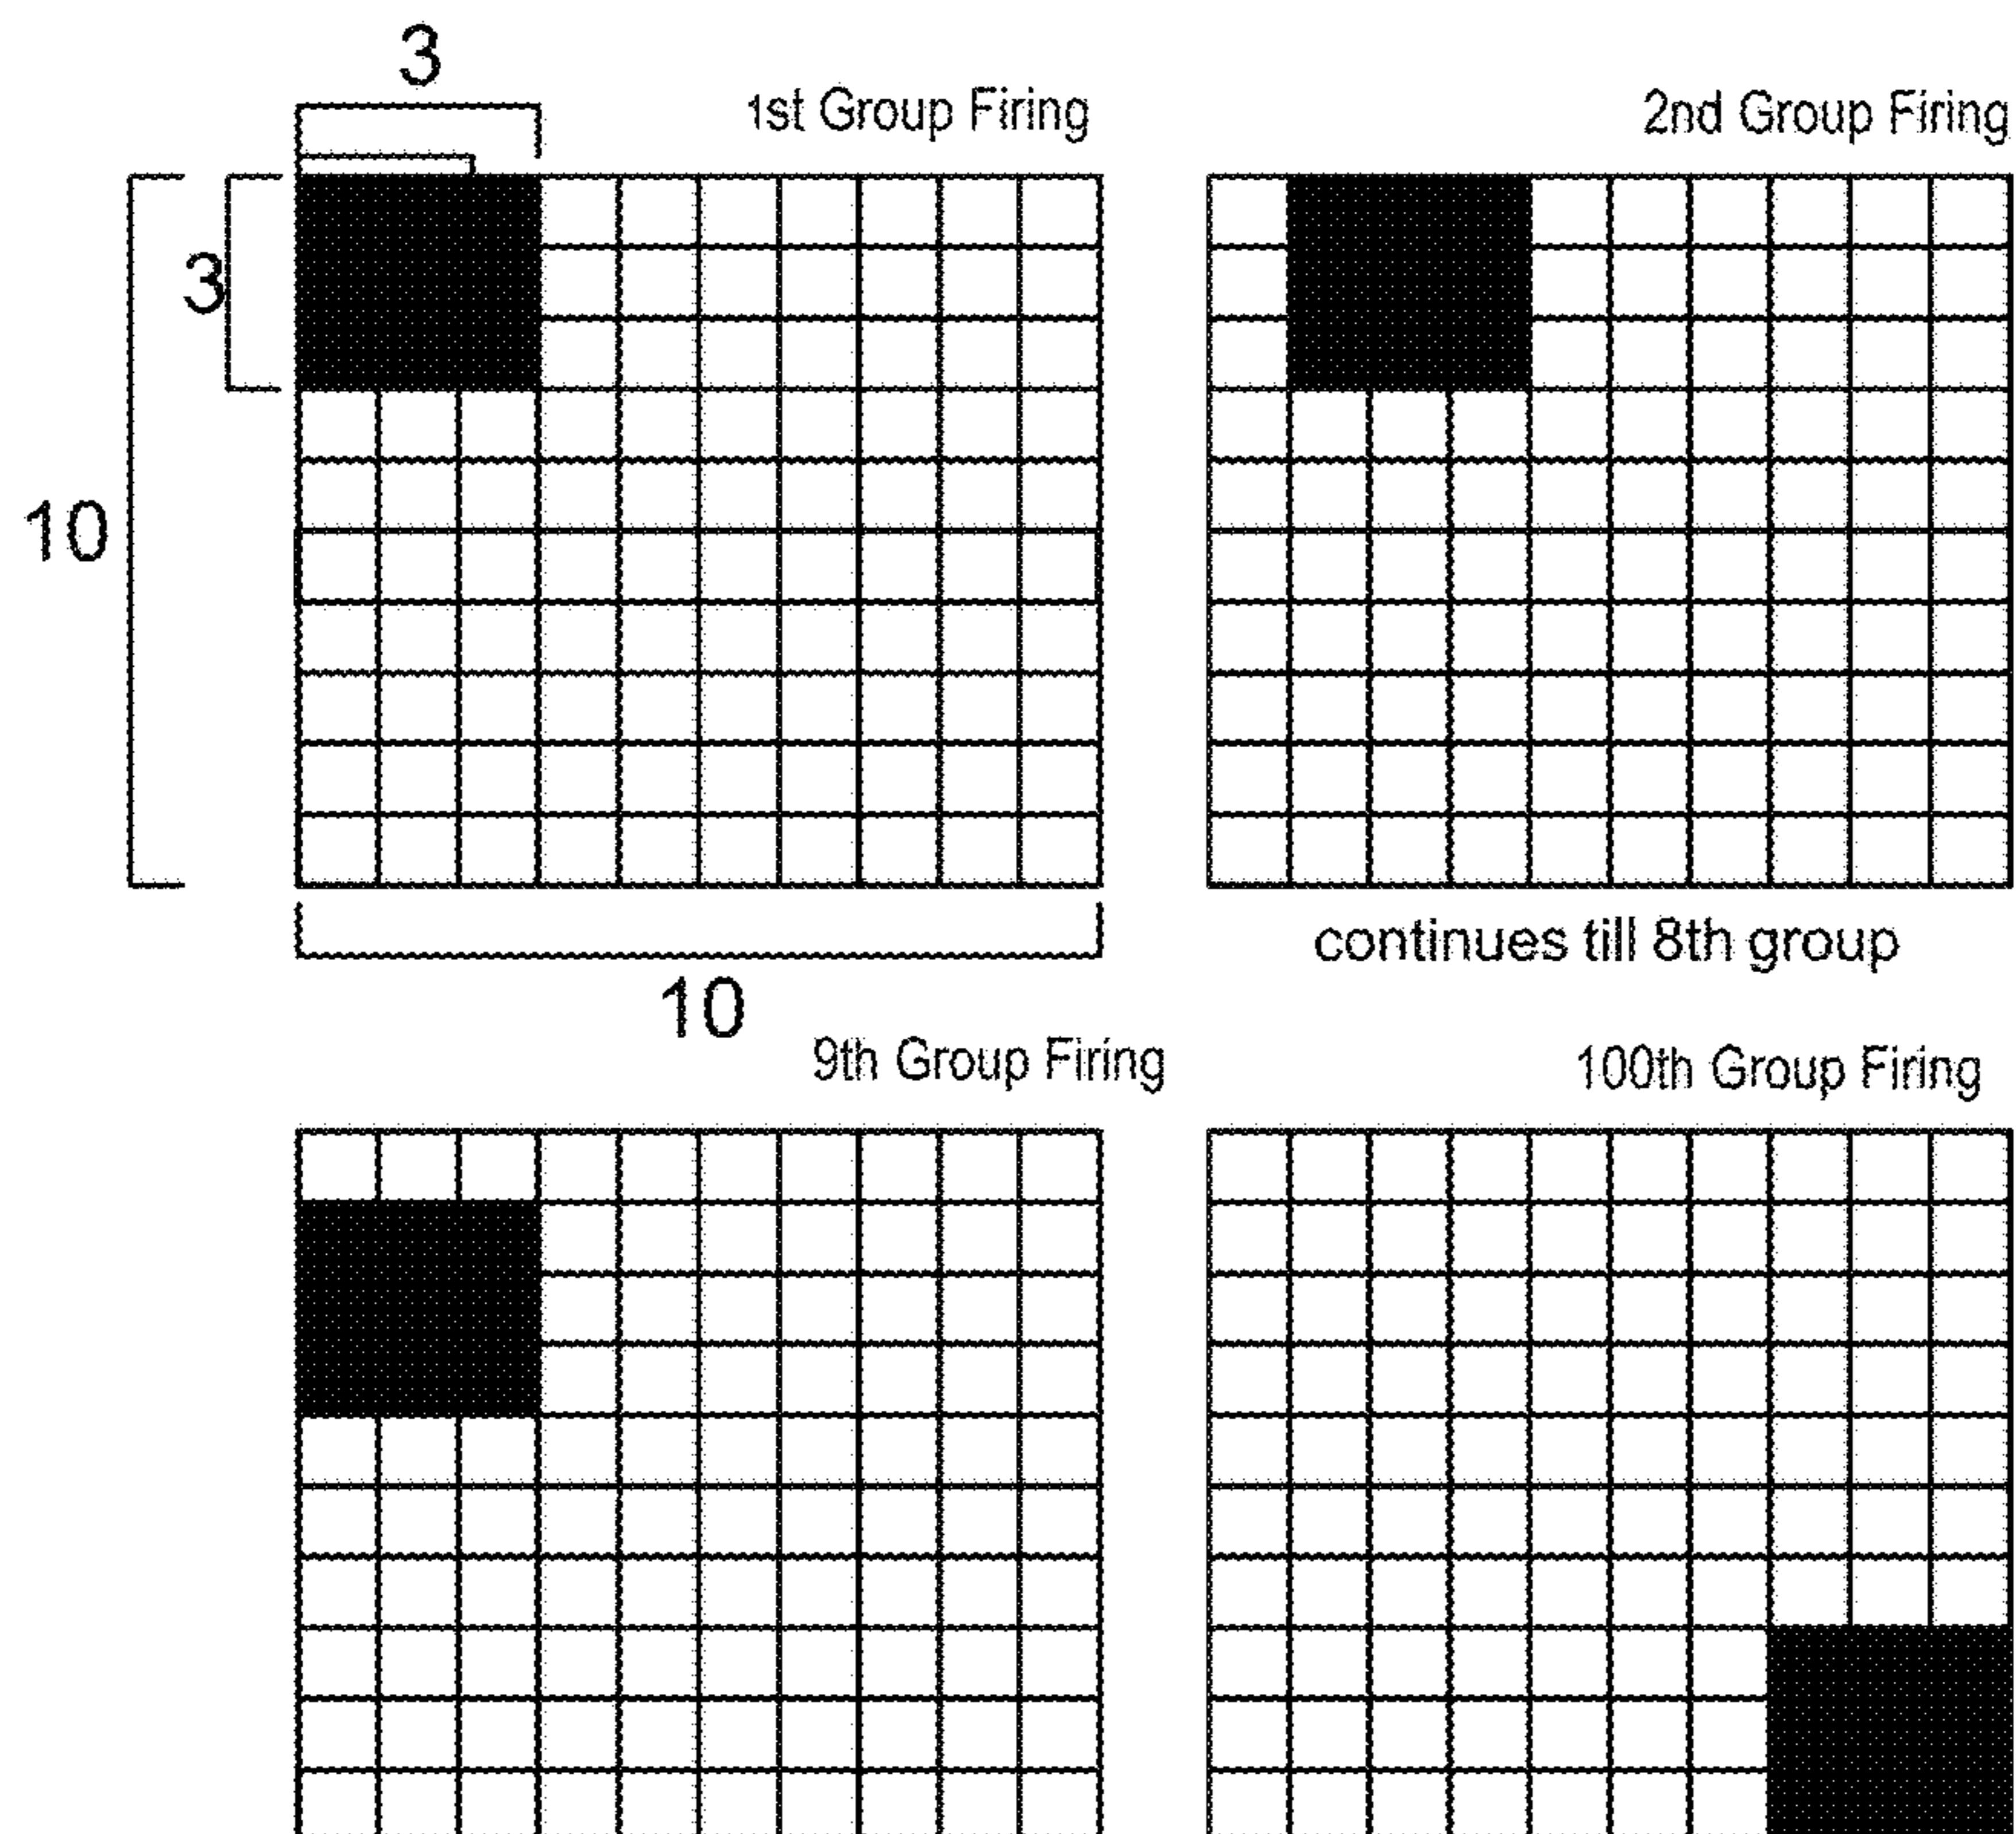 3
1st Group Firing
2nd Group Firing
3
10
continues till 8th group
10
9th Group Firing
100th Group Firing